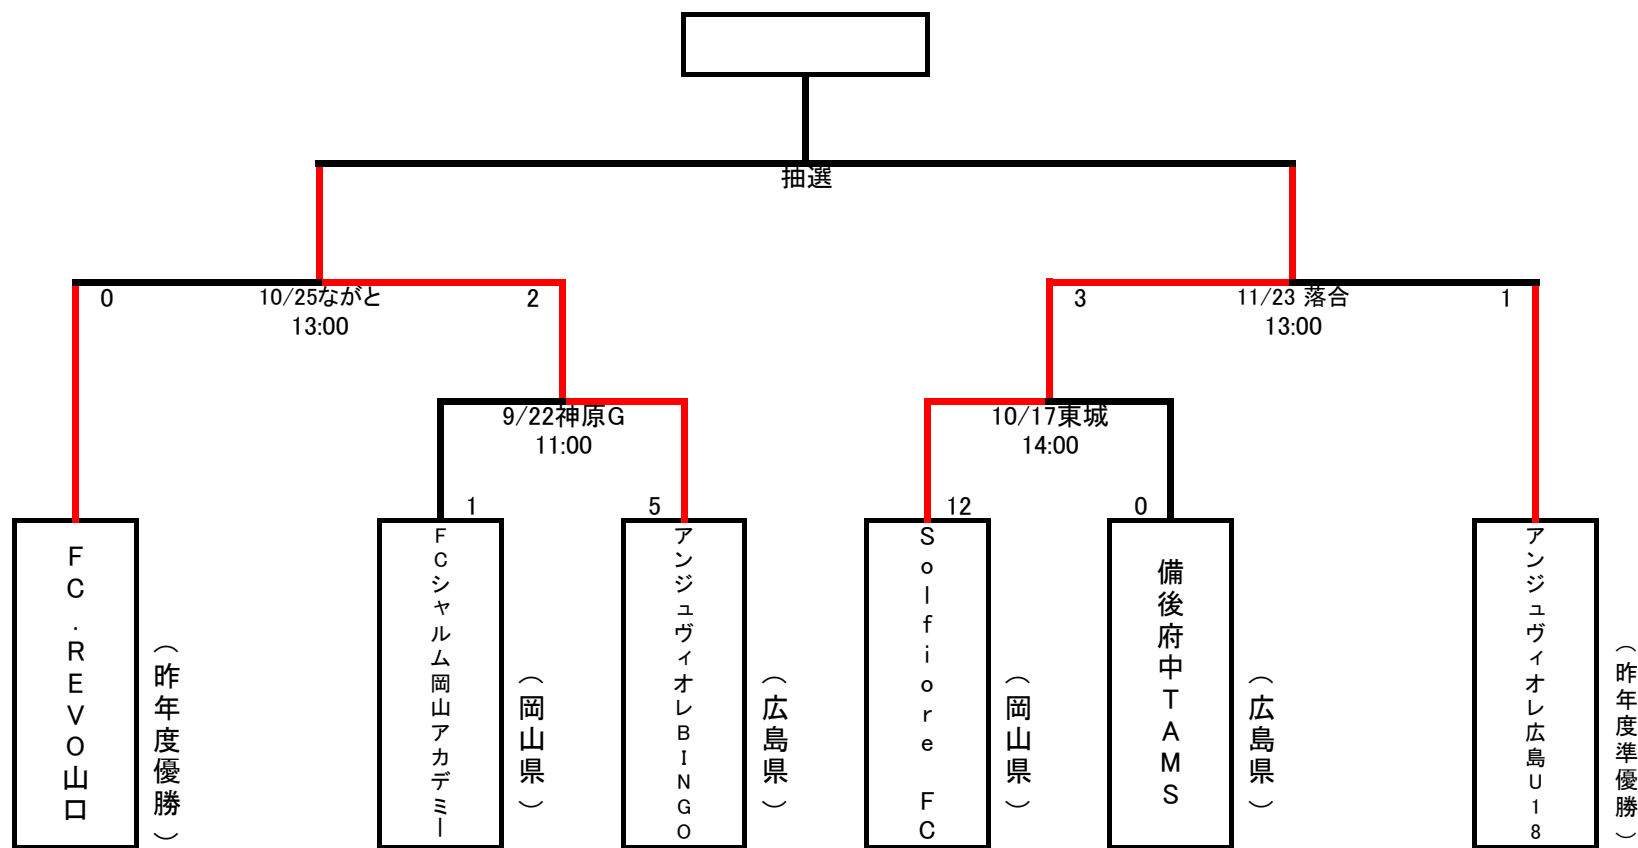 抽選
0
10/25ながと
13:00
2
3
11/23 落合
13:00
1
9/22神原G
11:00
10/17東城
14:00
1
5
12
0
FC.REVO山口
(昨年度優勝)
FCシャルム岡山アカデミー
(岡山県)
アンジュヴィオレBINGO
(広島県)
Solfiore FC
(岡山県)
備後府中TAMS
(広島県)
アンジュヴィオレ広島U18
(昨年度準優勝)